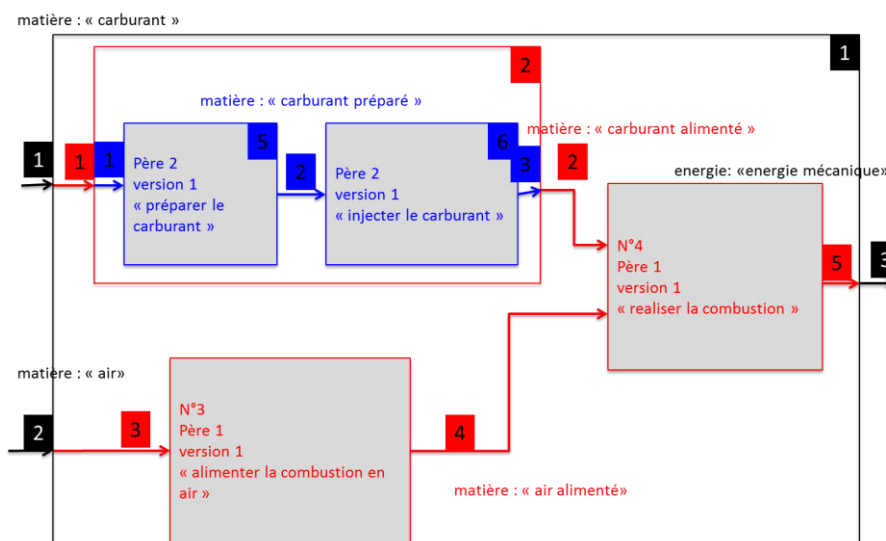 matière : « carburant »
1
2
matière : « carburant préparé »
5
6
matière : « carburant alimenté »
1
1
1
Père 2
version 1
« préparer le
carburant »
2
Père 2
version 1
« injecter le carburant »
3
2
energie: «energie mécanique»
N°4
Père 1
version 1
« realiser la combustion »
5
3
matière : « air»
2
3
N°3
Père 1
version 1
« alimenter la combustion en
air »
4
matière : « air alimenté»